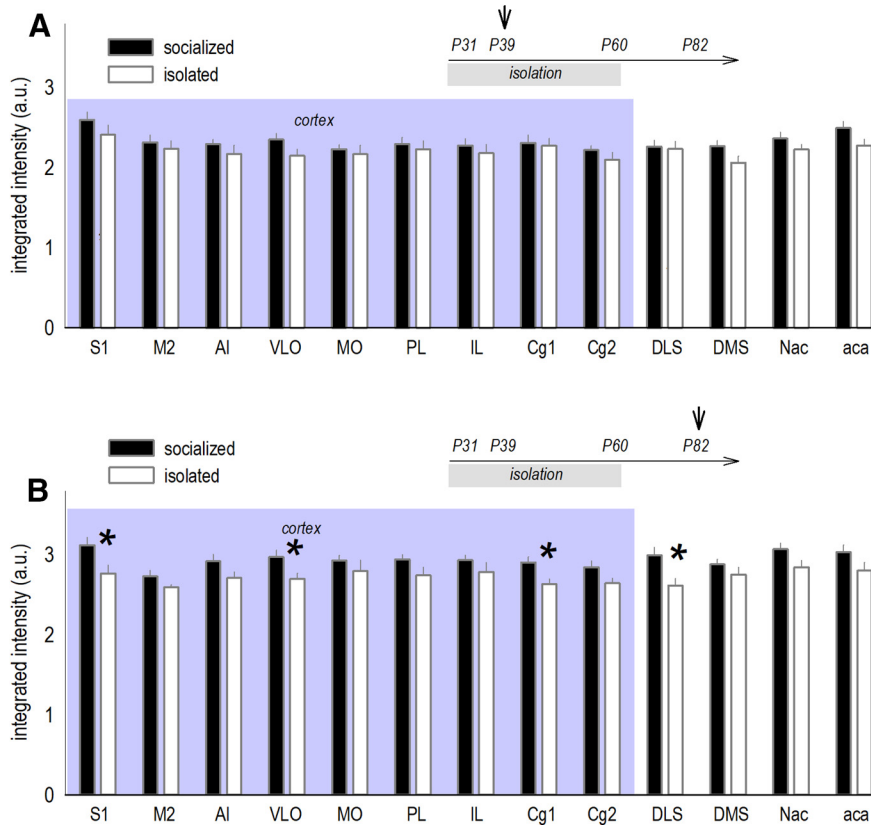 A
socialized
isolated
P31 P39 P60 P82
isolation
cortex
integrated intensity (a.u.)
3
2
1
0
S1 M2 AI VLO MO PL IL Cg1 Cg2 DLS DMS Nac aca
B
socialized
isolated
P31 P39 P60 P82
isolation
cortex
* * * *
integrated intensity (a.u.)
3
2
1
0
S1 M2 AI VLO MO PL IL Cg1 Cg2 DLS DMS Nac aca